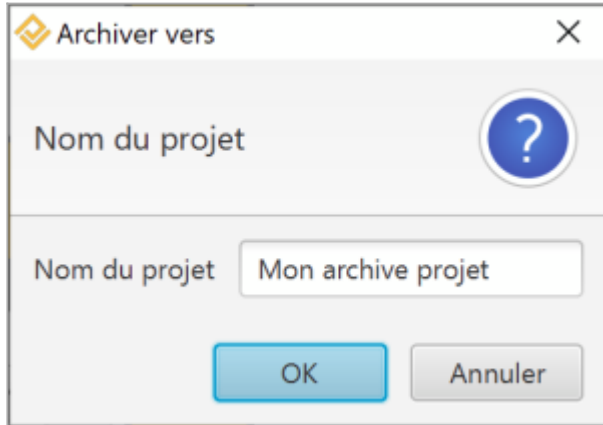 Archiver vers
Nom du projet
?
Nom du projet Mon archive projet
OK Annuler